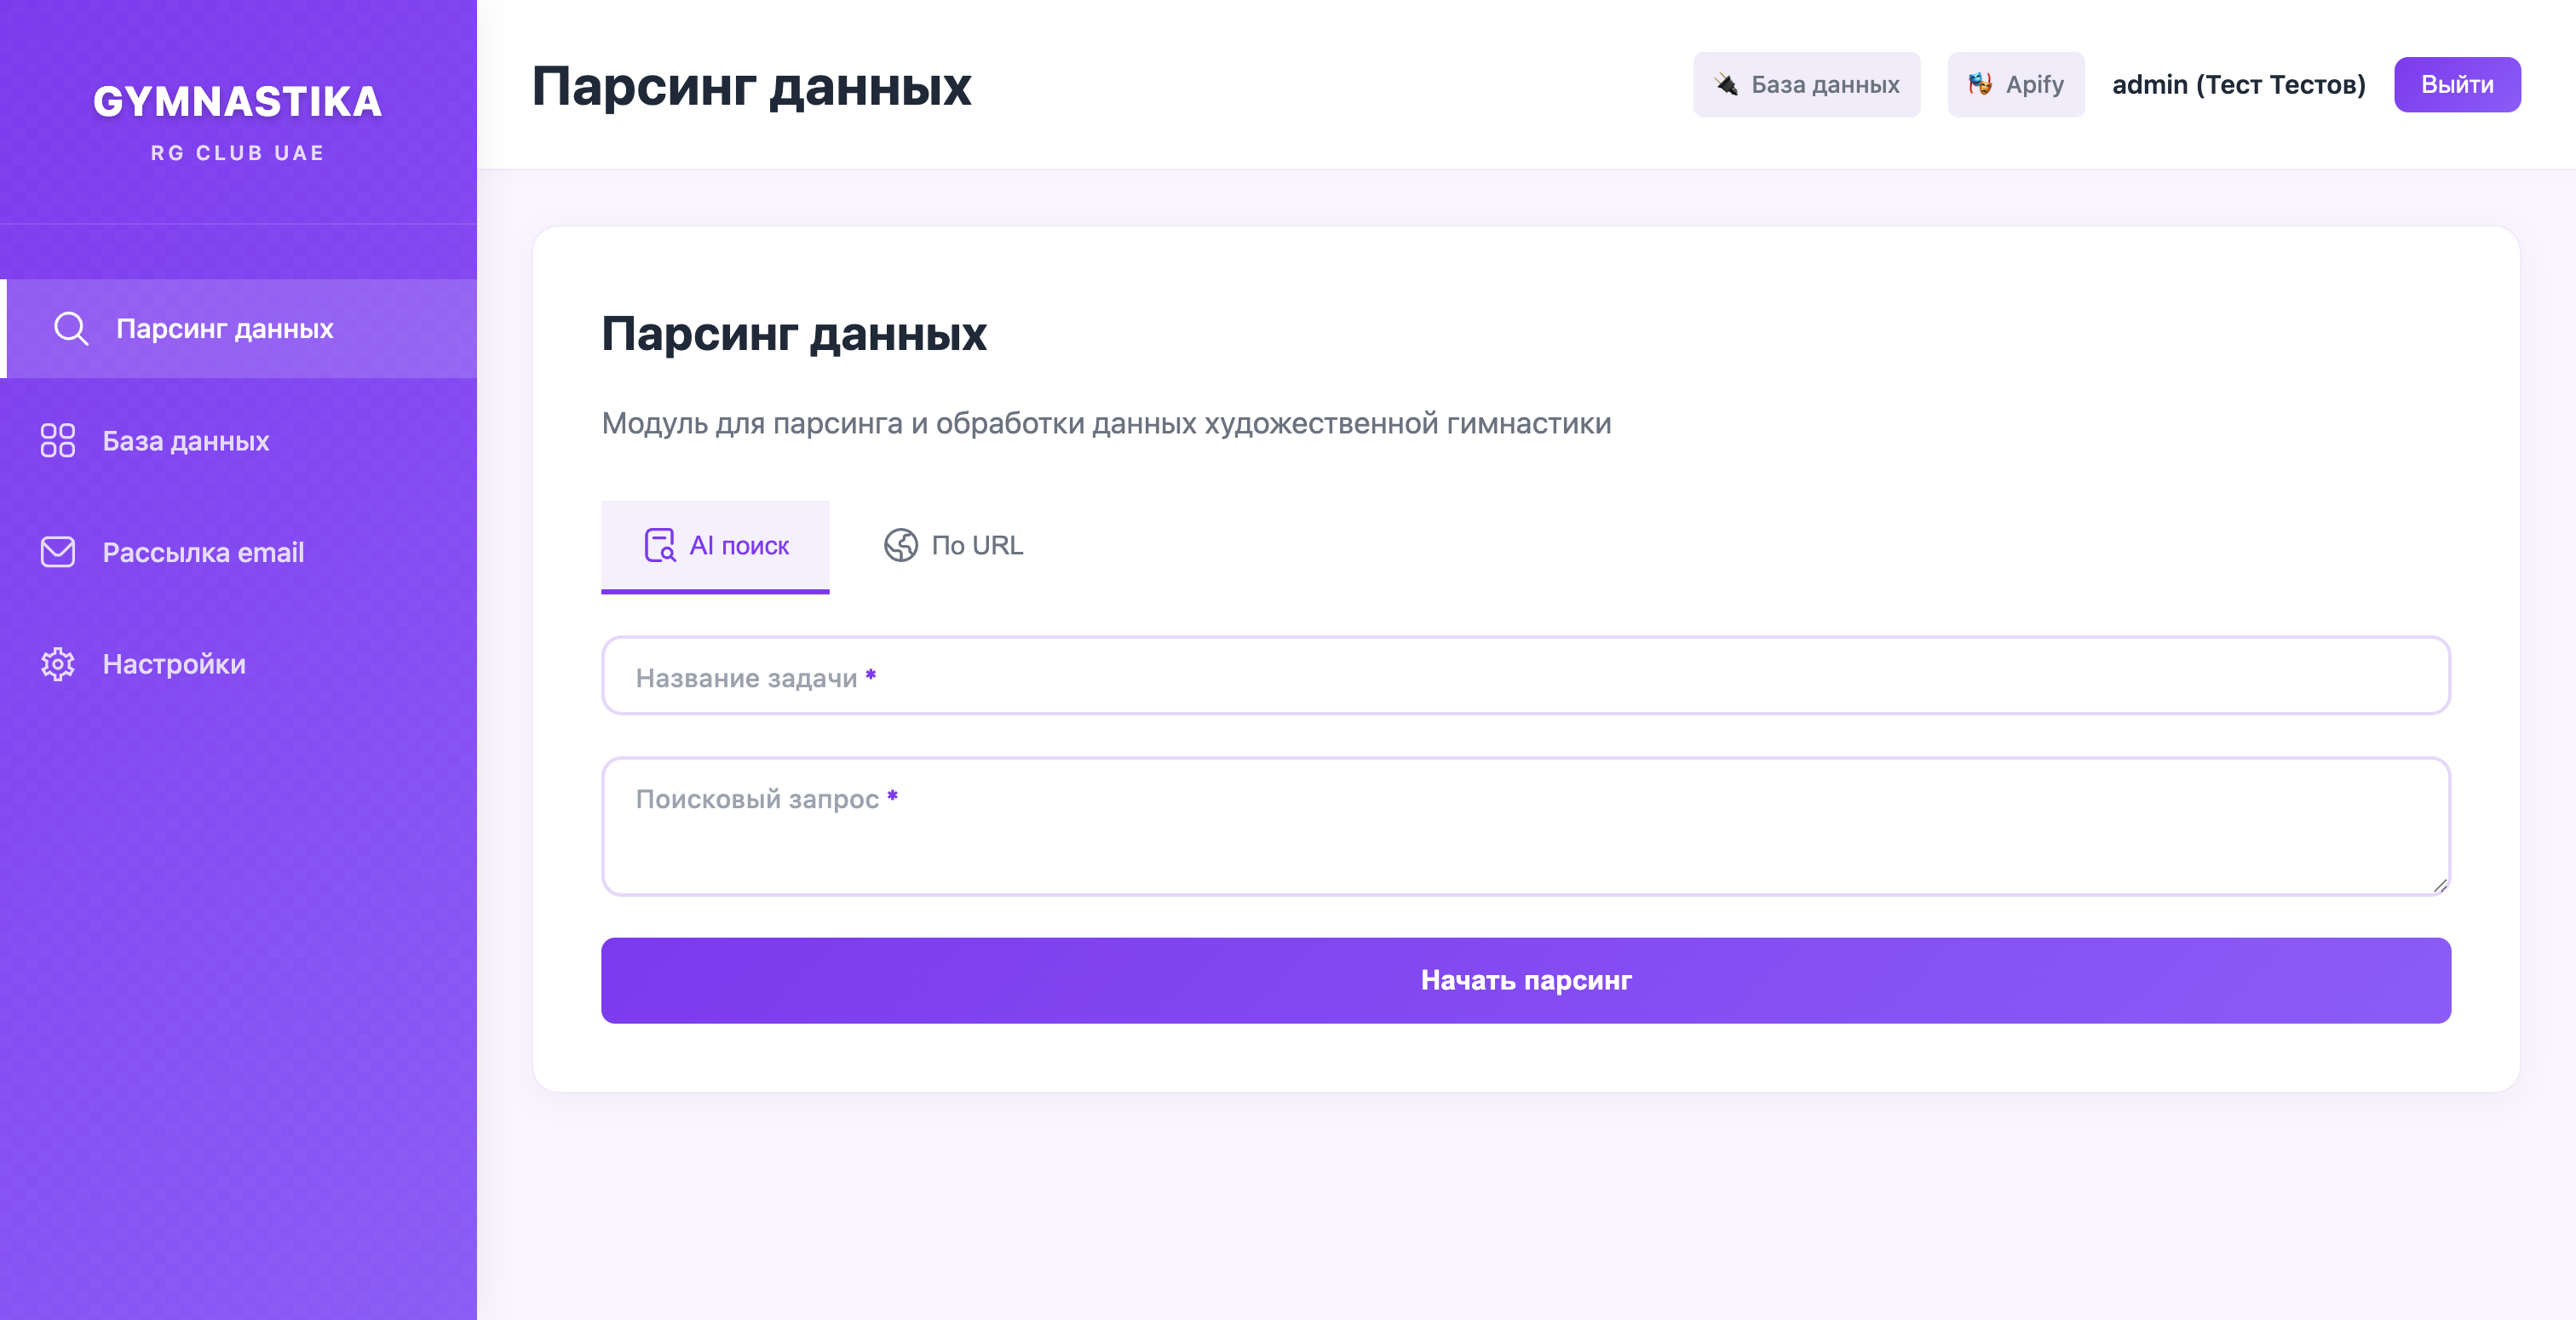 GYMNASTIKA
RG CLUB UAE
Парсинг данных
База данных
Рассылка email
Настройки
Парсинг данных
База данных
Apify
admin (Тест Тестов)
Выйти
Парсинг данных
Модуль для парсинга и обработки данных художественной гимнастики
AI поиск
По URL
Название задачи *
Поисковый запрос *
Начать парсинг